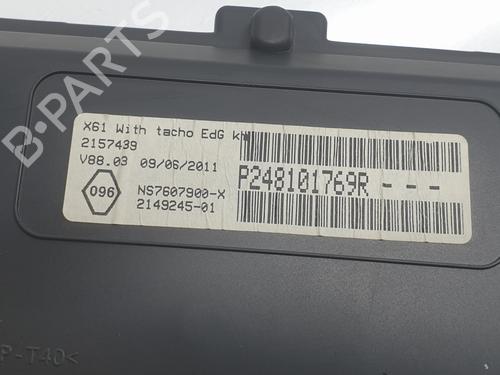 B-PARTS
X61 With tacho EdG kM
2157439
V88.03 09/06/2011
P248101769R - - -
096
NS7607900-X
2149245-01
P-T40<